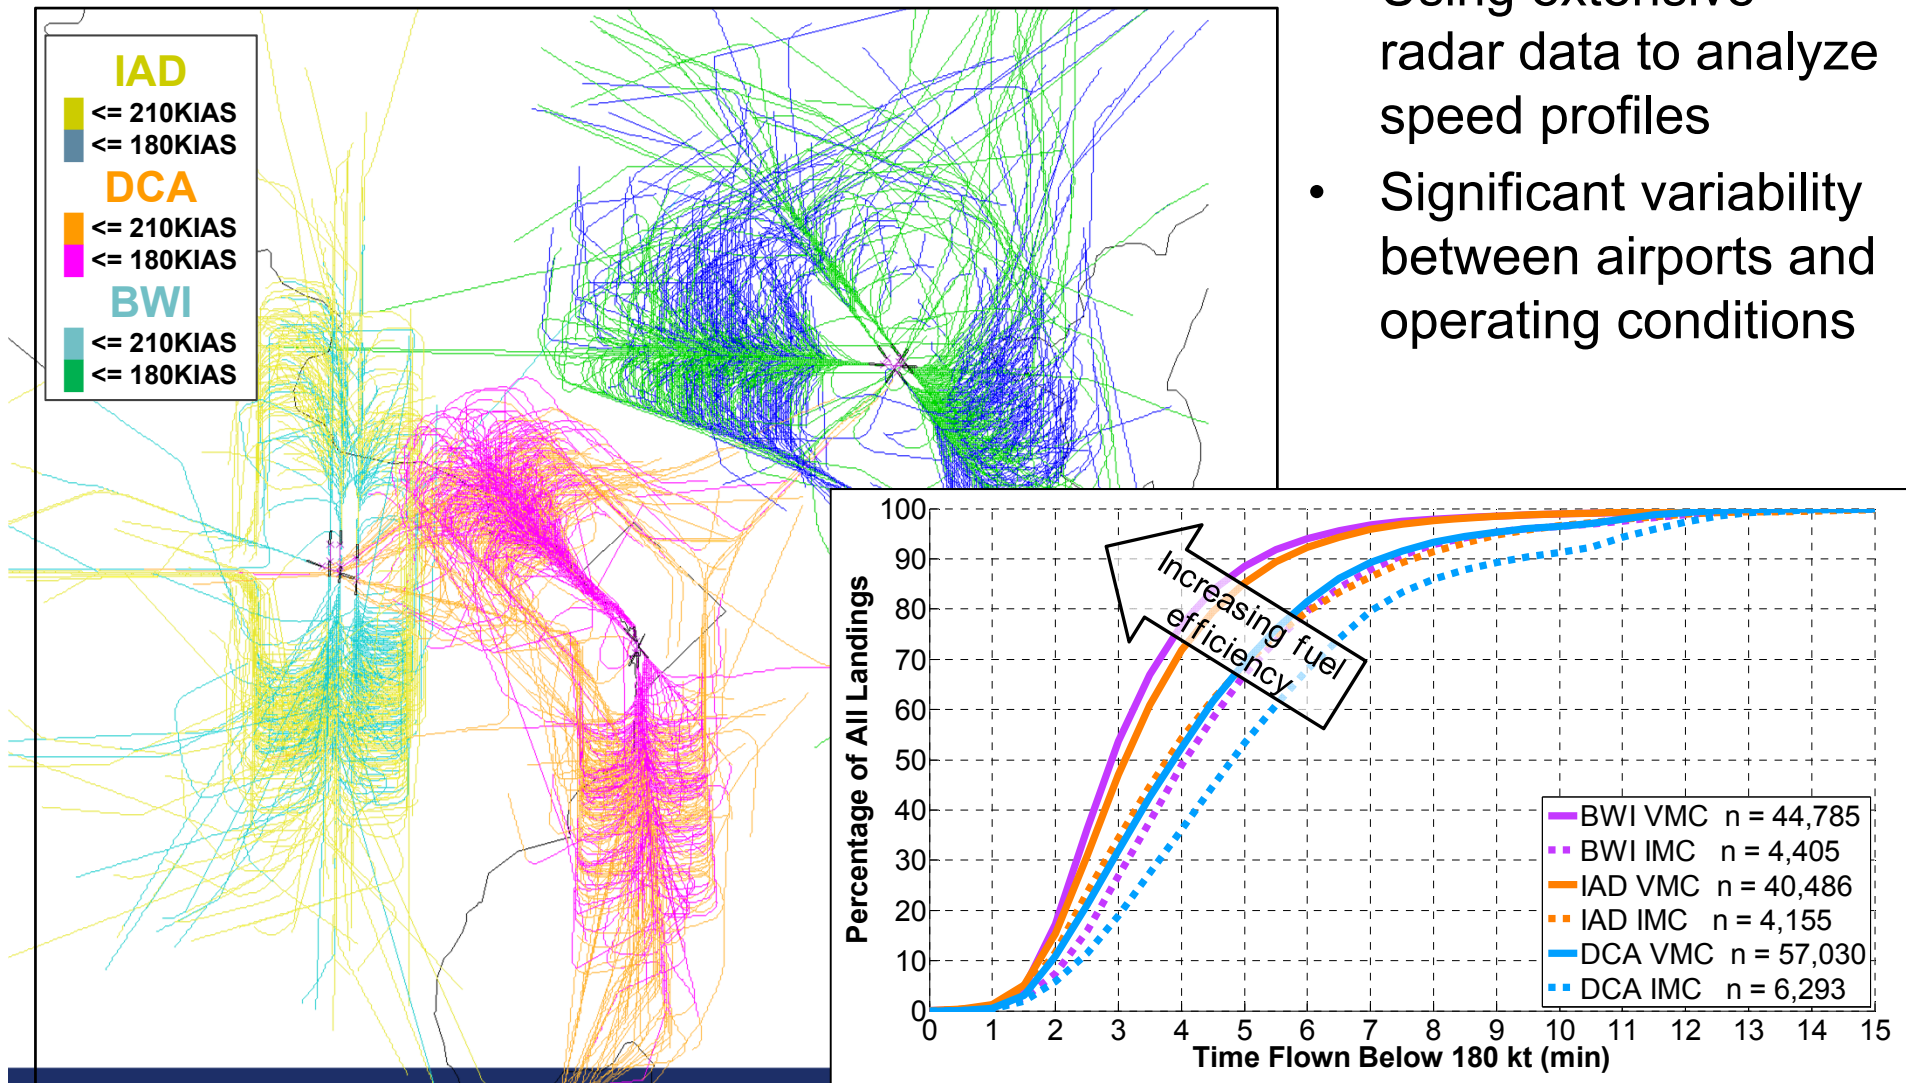 Using extensive
radar data to analyze
speed profiles
• Significant variability
between airports and
operating conditions
IAD
<= 210KIAS
<= 180KIAS
DCA
<= 210KIAS
<= 180KIAS
BWI
<= 210KIAS
<= 180KIAS
Increasing fuel
efficiency
Percentage of All Landings
100
90
80
70
60
50
40
30
20
10
0
0 1 2 3 4 5 6 7 8 9 10 11 12 13 14 15
Time Flown Below 180 kt (min)
BWI VMC n = 44,785
BWI IMC n = 4,405
IAD VMC n = 40,486
IAD IMC n = 4,155
DCA VMC n = 57,030
DCA IMC n = 6,293